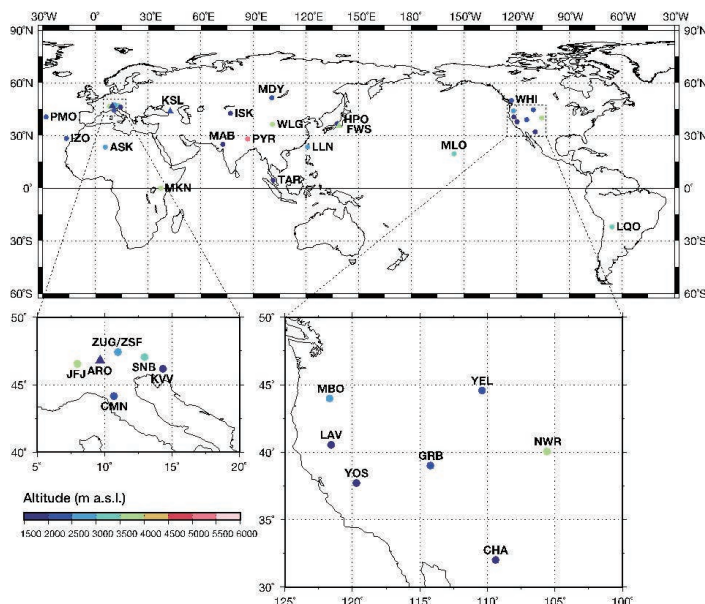 30°W 0° 30°E 60°E 90°E 120°E 150°E 180° 150°W 120°W 90°W 60°W 30°W
90°N 90°N
60°N 60°N
MDY
KSL WHI
PMO ISK HPO
WLG FWS
30°N 30°N
IZO MAB PYR
ASK LLN MLO
TAR
0° MKN 0°
LQO
30°S 30°S
60°S 60°S
50° 50°
ZUG/ZSF
SNB
JFJ ARO KVV
45° 45°
CMN
40° 40°
5° 10° 15° 20°
YEL
MBO
LAV NWR
GRB
YOS
35°
CHA
30°
125° 120° 115° 110° 105° 100°
Altitude (m a.s.l.)
1500 2000 2500 3000 3500 4000 4500 5000 5500 6000